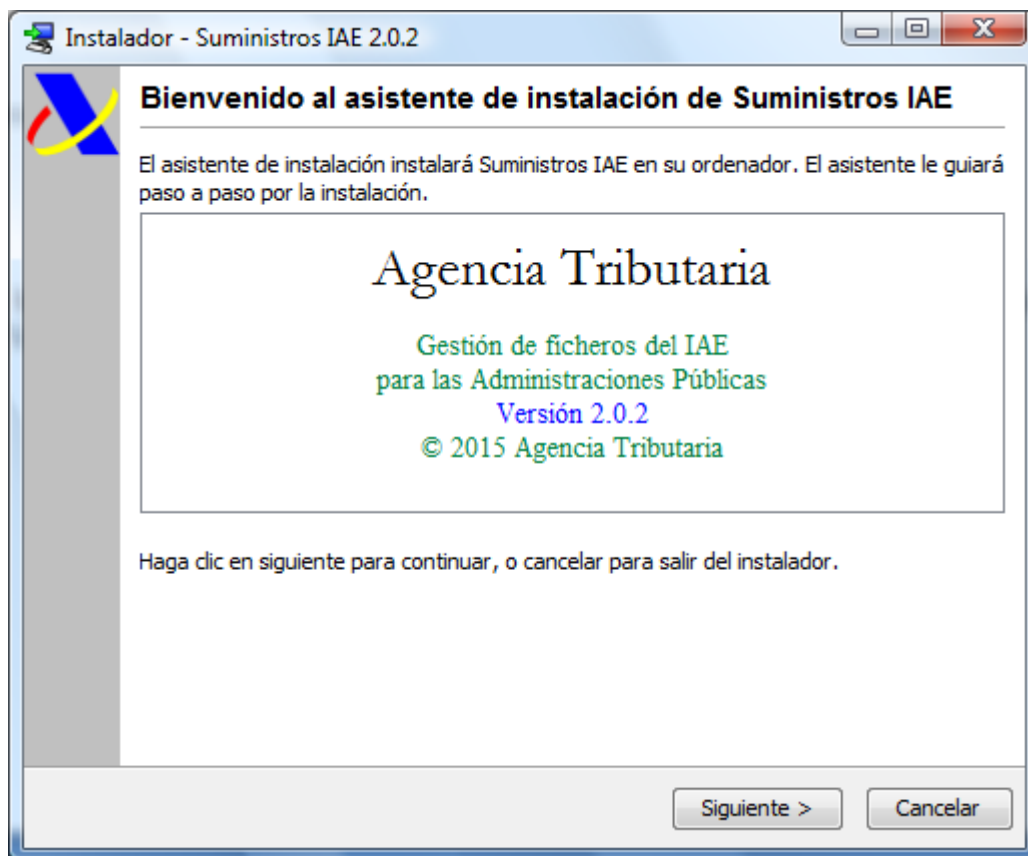 Instalador - Suministros IAE 2.0.2
Bienvenido al asistente de instalación de Suministros IAE
El asistente de instalación instalará Suministros IAE en su ordenador. El asistente le guiará
paso a paso por la instalación.
Agencia Tributaria
Gestión de ficheros del IAE
para las Administraciones Públicas
Versión 2.0.2
© 2015 Agencia Tributaria
Haga clic en siguiente para continuar, o cancelar para salir del instalador.
Siguiente > Cancelar